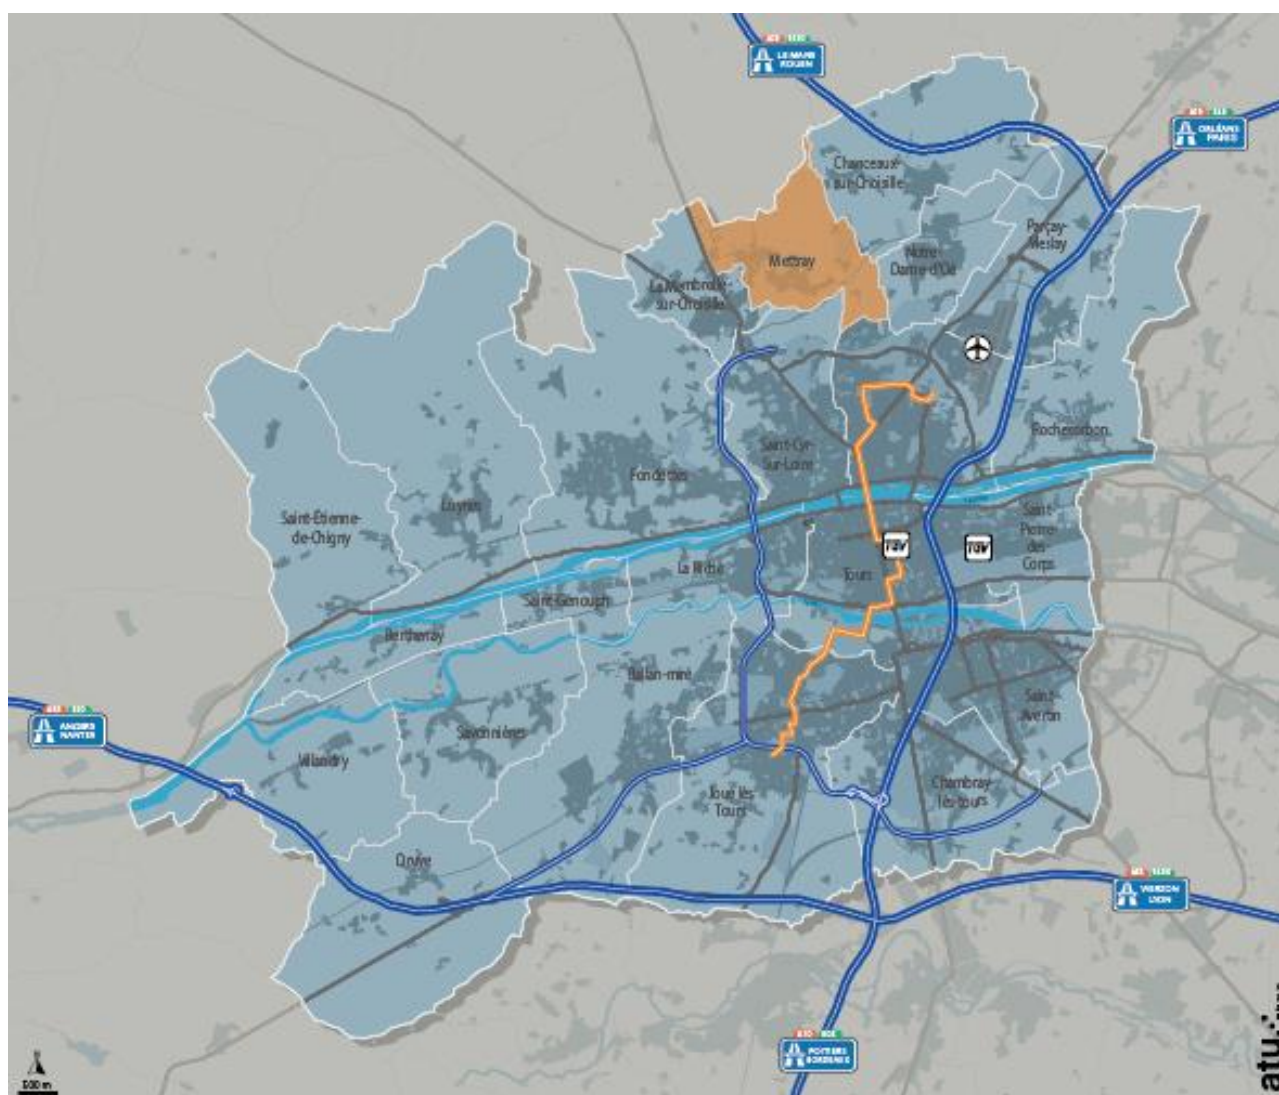 LE MANS
ROUEN
ORLÉANS
PARIS
Chanceaux-
sur-Choisille
Parçay-
Meslay
Notre-
Dame-d'Oé
Mettray
La Membrolle-
sur-Choisille
Rochecorbon
Saint-Cyr-
Sur-Loire
Fondettes
Luynes
Saint-Étienne-
de-Chigny
Saint-
Pierre-
des-
Corps
TGV
TGV
La Riche
Tours
Saint-Genouph
Berthenay
Ballan-miré
Saint-
Avertin
ANGERS
NANTES
Savonnières
Villandry
Chambray
lès-tours
Joué lès
Tours
Druye
VIERZON
LYON
POITIERS
BORDEAUX
500 m
atu